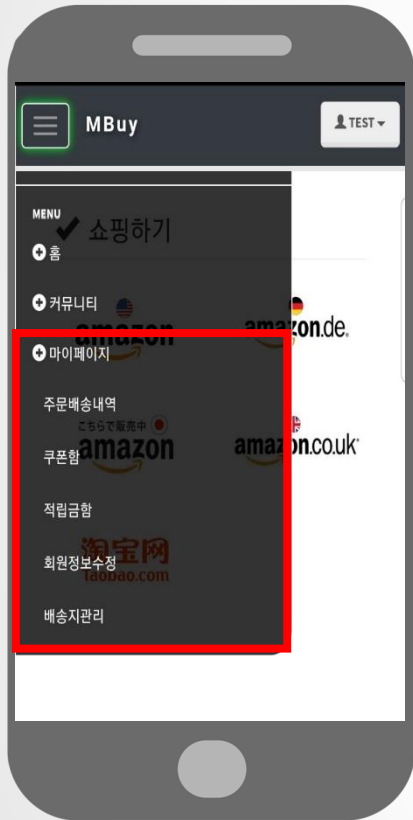 MBuy
TEST
MENU
쇼핑하기
홈
커뮤니티
amazon
amazon.de
마이페이지
주문배송내역
こちらで販売中
쿠폰함
amazon
amazon.co.uk
적립금함
淘宝网
회원정보수정
Taobao.com
배송지관리